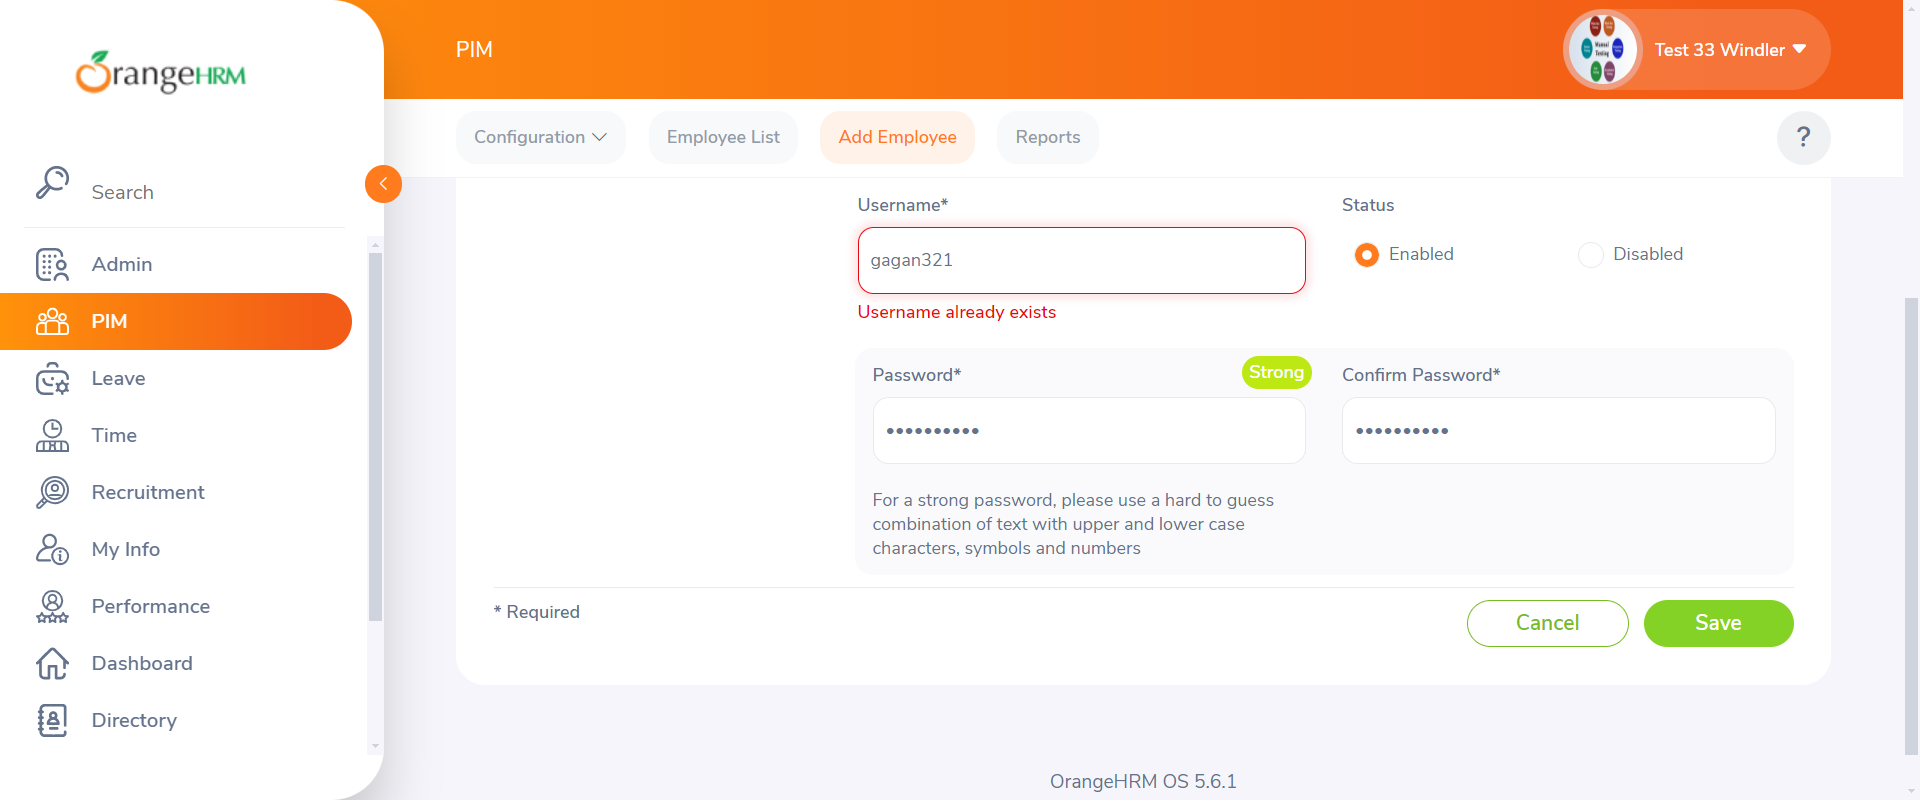 OrangeHRM
Search
Admin
PIM
Leave
Time
Recruitment
My Info
Performance
Dashboard
Directory
PIM
Test 33 Windler
Configuration
Employee List
Add Employee
Reports
?
Username*
gagan321
Username already exists
Status
Enabled
Disabled
Password*
Strong
••••••••••
Confirm Password*
••••••••••
For a strong password, please use a hard to guess
combination of text with upper and lower case
characters, symbols and numbers
* Required
Cancel
Save
OrangeHRM OS 5.6.1